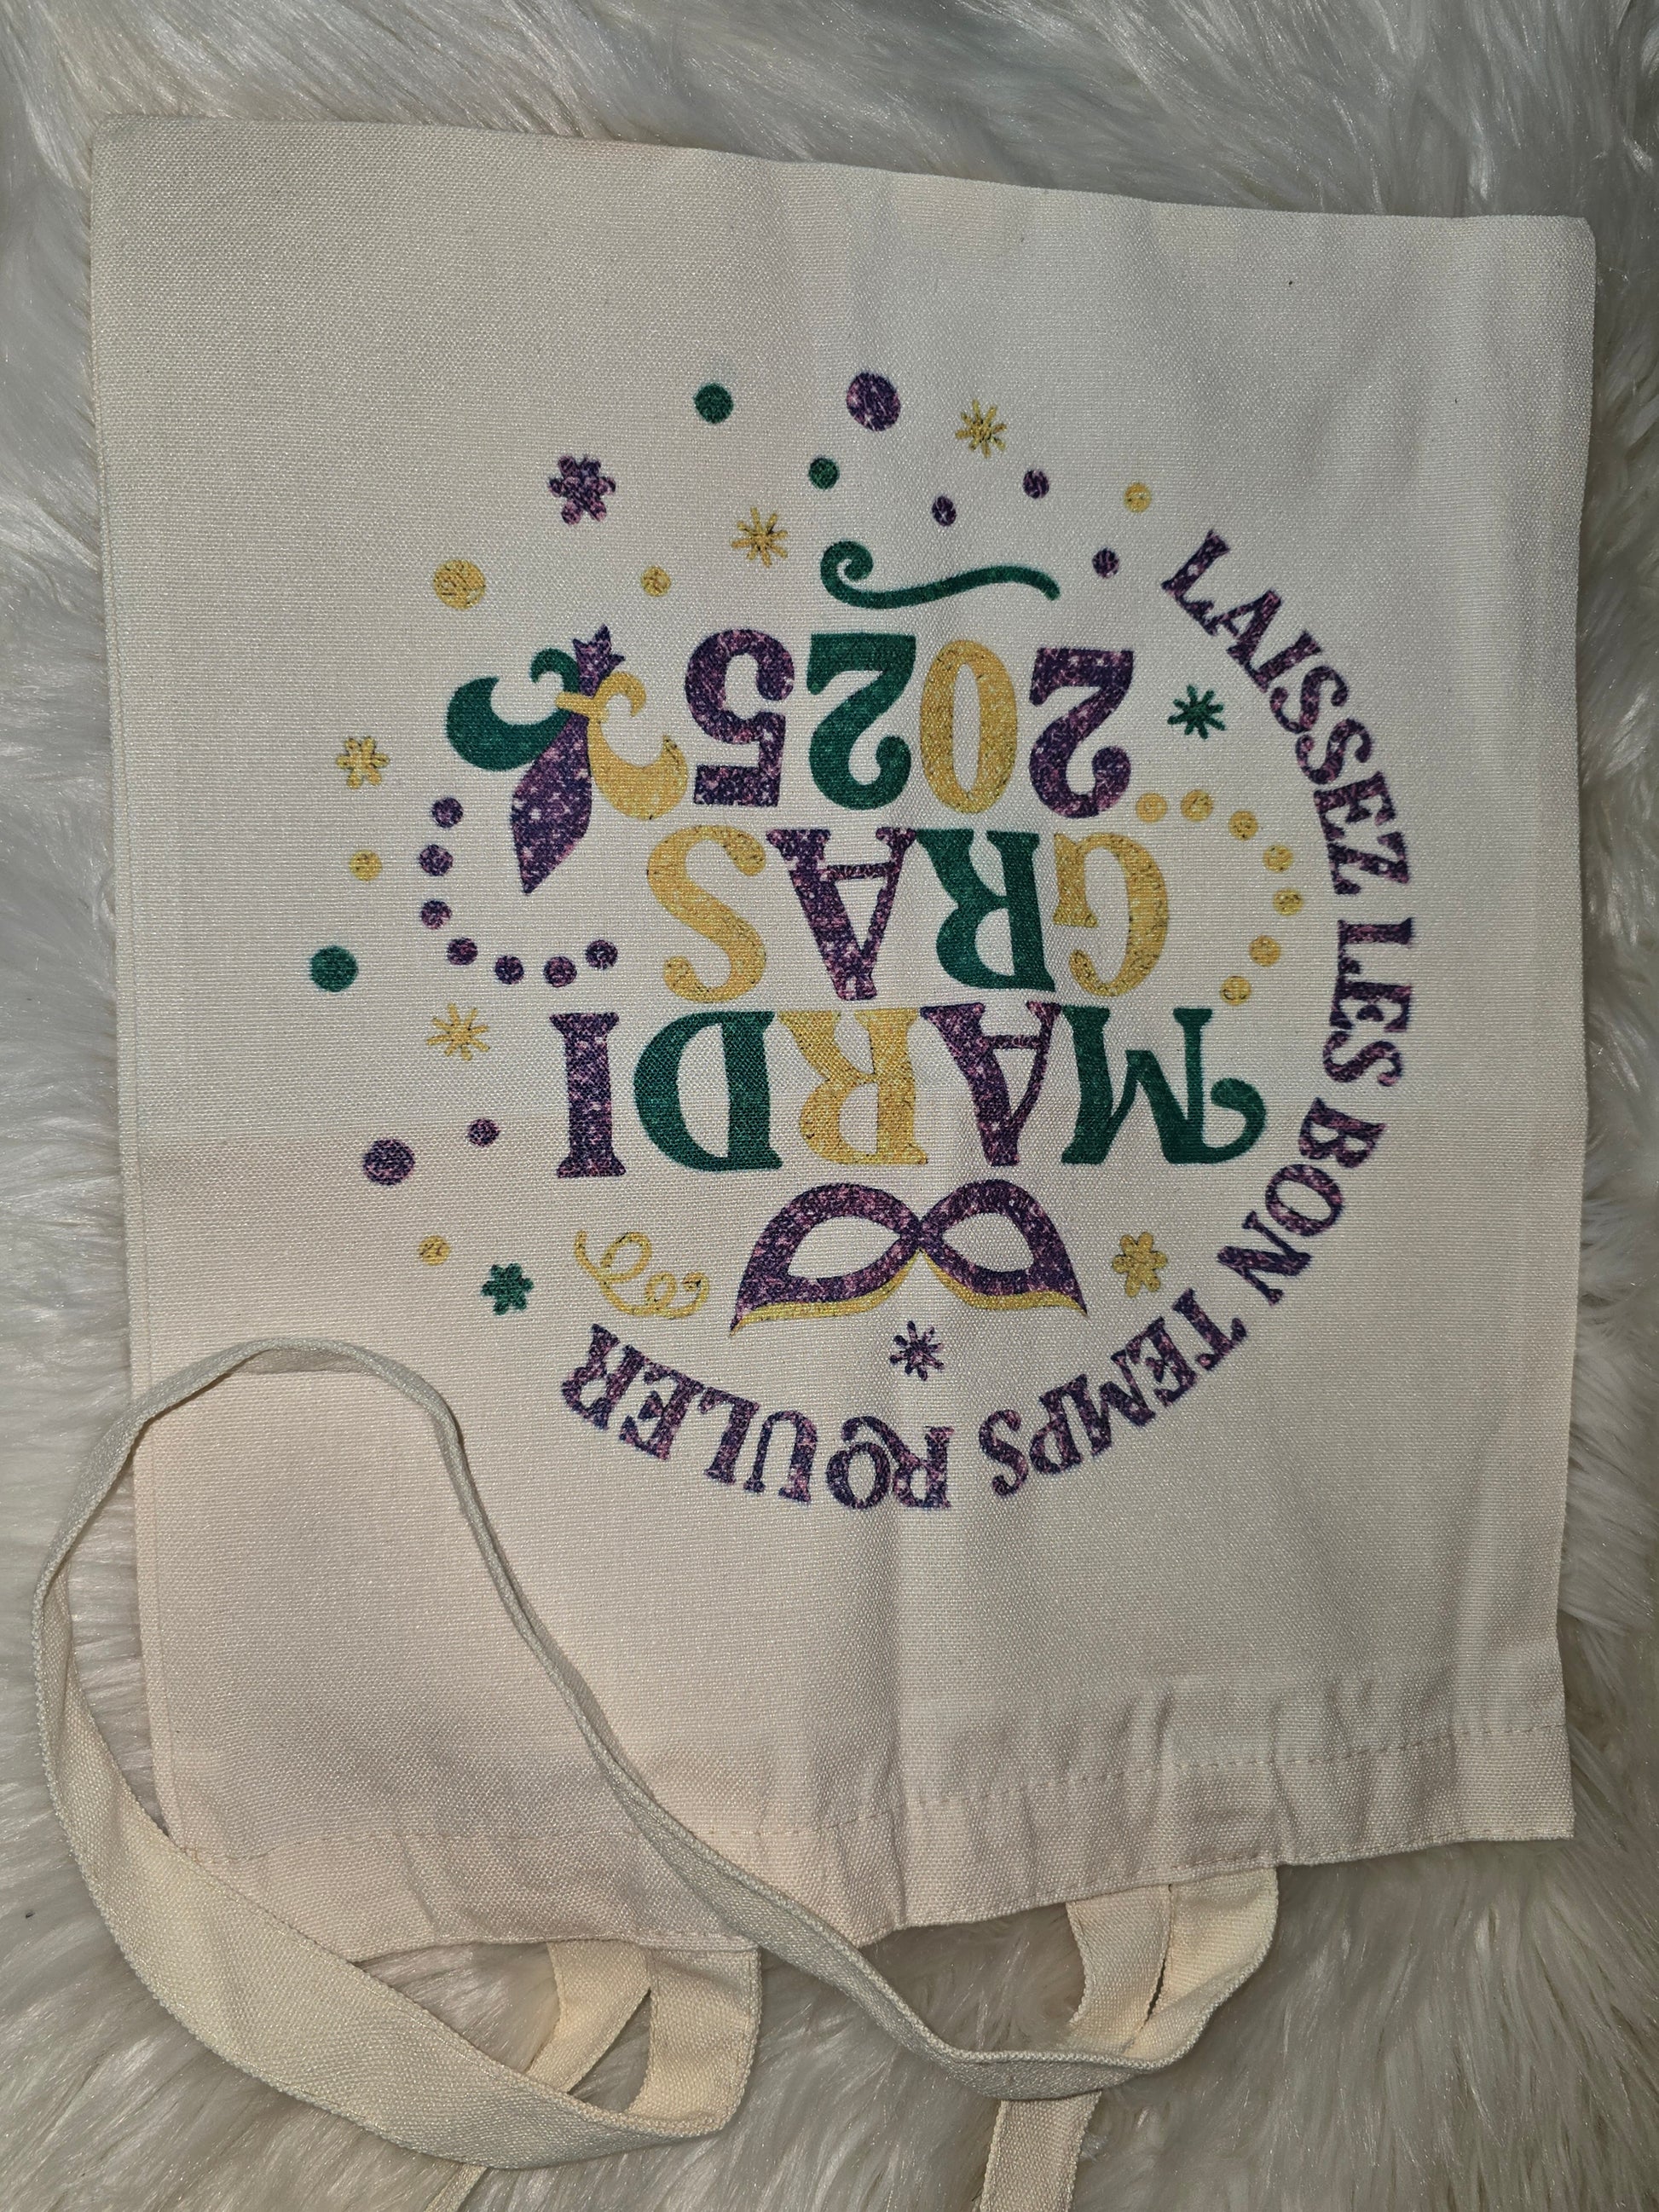 LAISSEZ LES BON TEMPS ROULER
MARDI
GRAS
2025